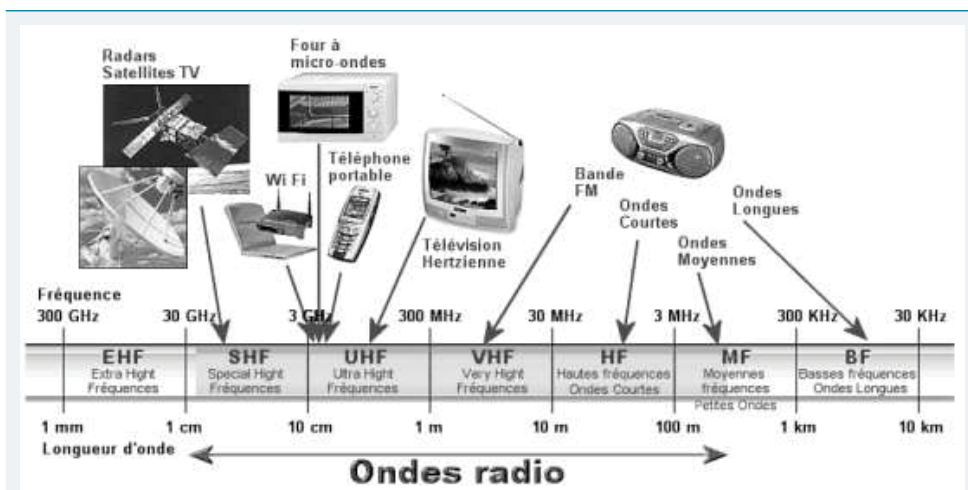 Radars
Satellites TV
Four à
micro-ondes
Wi Fi
Téléphone
portable
Télévision
Hertzienne
Bande
FM
Ondes
Courtes
Ondes
Moyennes
Ondes
Longues
Fréquence
300 GHz 30 GHz 3 GHz 300 MHz 30 MHz 3 MHz 300 KHz 30 KHz
EHF SHF UHF VHF HF MF BF
Extra Hight Special Hight Ultra Hight Very Hight Hautes fréquences Moyennes Basses fréquences
Fréquences Fréquences Fréquences Fréquences Ondes Courtes fréquences Ondes Longues
Petites Ondes
1 mm 1 cm 10 cm 1 m 10 m 100 m 1 km 10 km
Longueur d'onde
Ondes radio